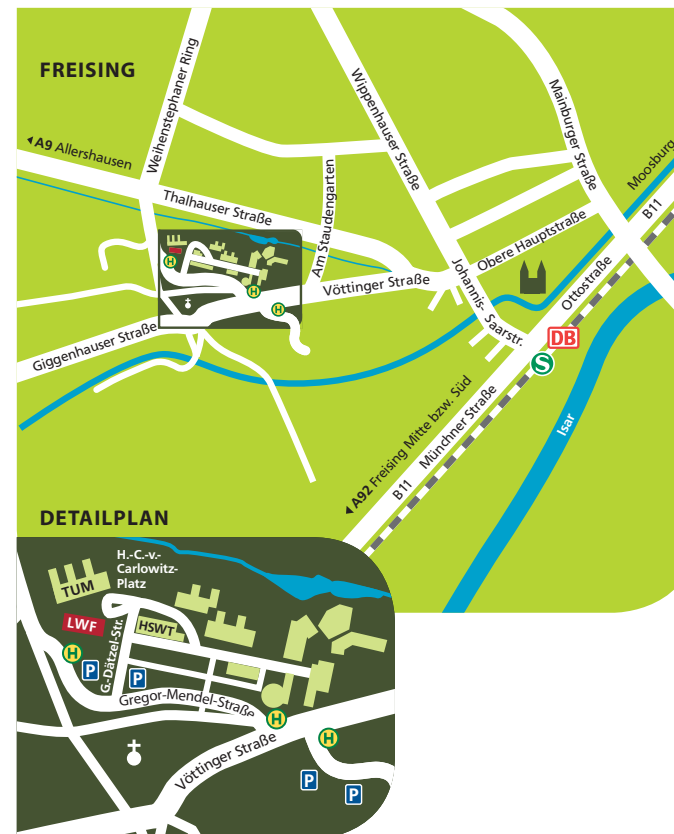 FREISING
Weihenstephaner Ring
Wippenhauser Straße
Mainburger Straße
A9 Allershausen
Moosburg
B11
Thalhauser Straße
Am Staudengarten
Obere Hauptstraße
H
H
H
Vöttinger Straße
Johannis-
Saarstr.
Ottostraße
DB
S
Giggenhauser Straße
A92 Freising Mitte bzw. Süd
B11
Münchner Straße
Isar
DETAILPLAN
H.-C.-v.-
Carlowitz-
Platz
TUM
LWF
HSWT
G.-Dätzel-Str.
H
P
P
Gregor-Mendel-Straße
H
H
Vöttinger Straße
P
P